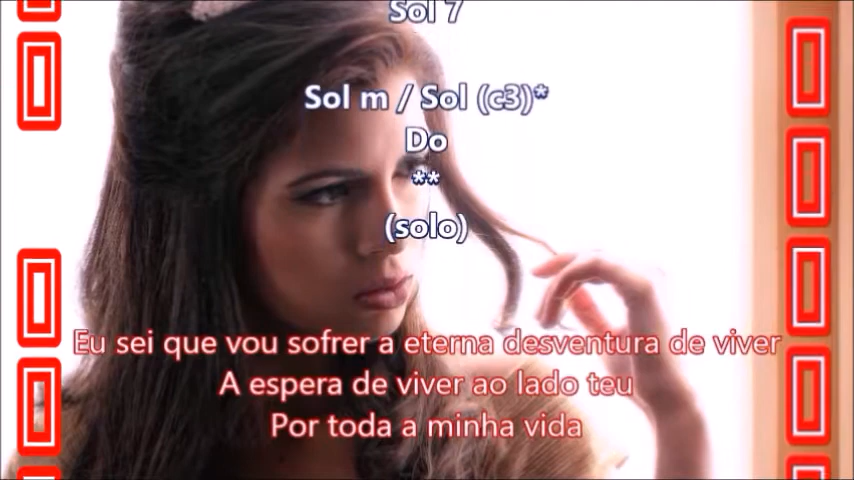 Sol 7
Sol m / Sol (c3)*
Do
**
(solo)
Eu sei que vou sofrer a eterna desventura de viver
A espera de viver ao lado teu
Por toda a minha vida